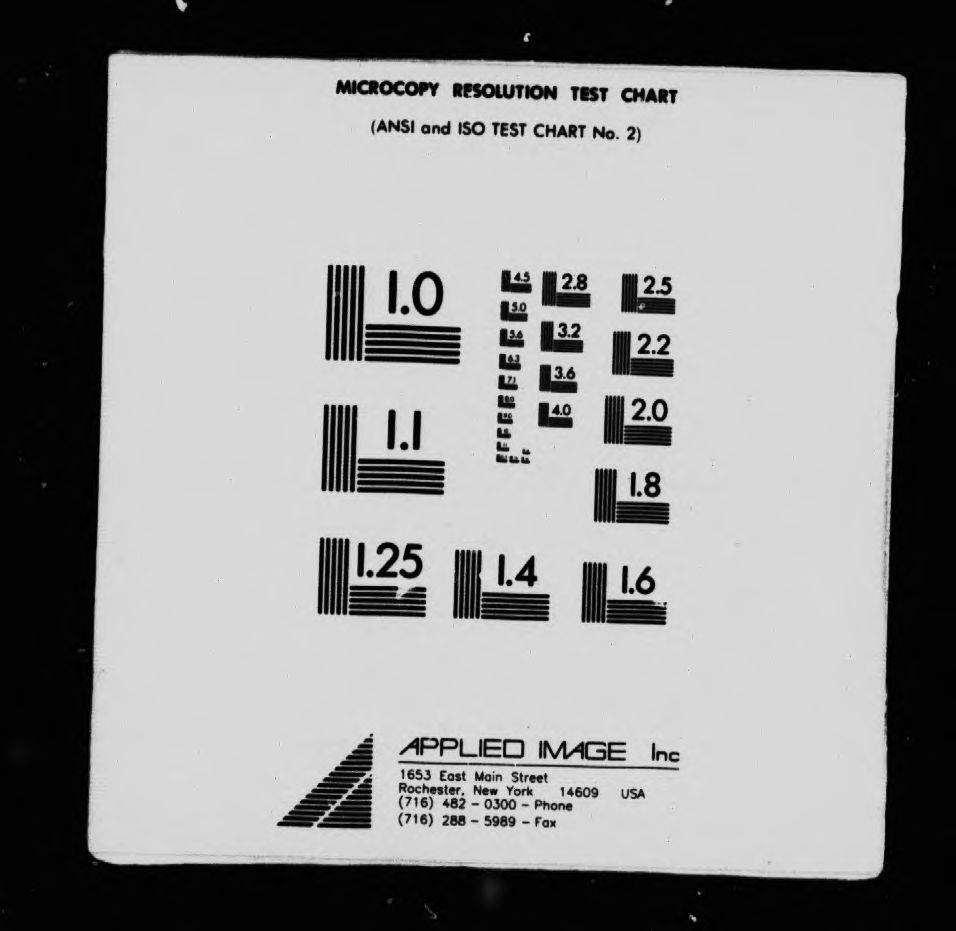 MICROCOPY RESOLUTION TEST CHART
(ANSI and ISO TEST CHART No. 2)
1.0
1.1
1.25
1.4
1.6
1.8
2.0
2.2
2.5
2.8
3.2
3.6
4.0
4.5
5.0
5.6
6.3
7.1
8.0
APPLIED IMAGE Inc
1653 East Main Street
Rochester, New York 14609 USA
(716) 482 – 0300 – Phone
(716) 288 – 5989 – Fax